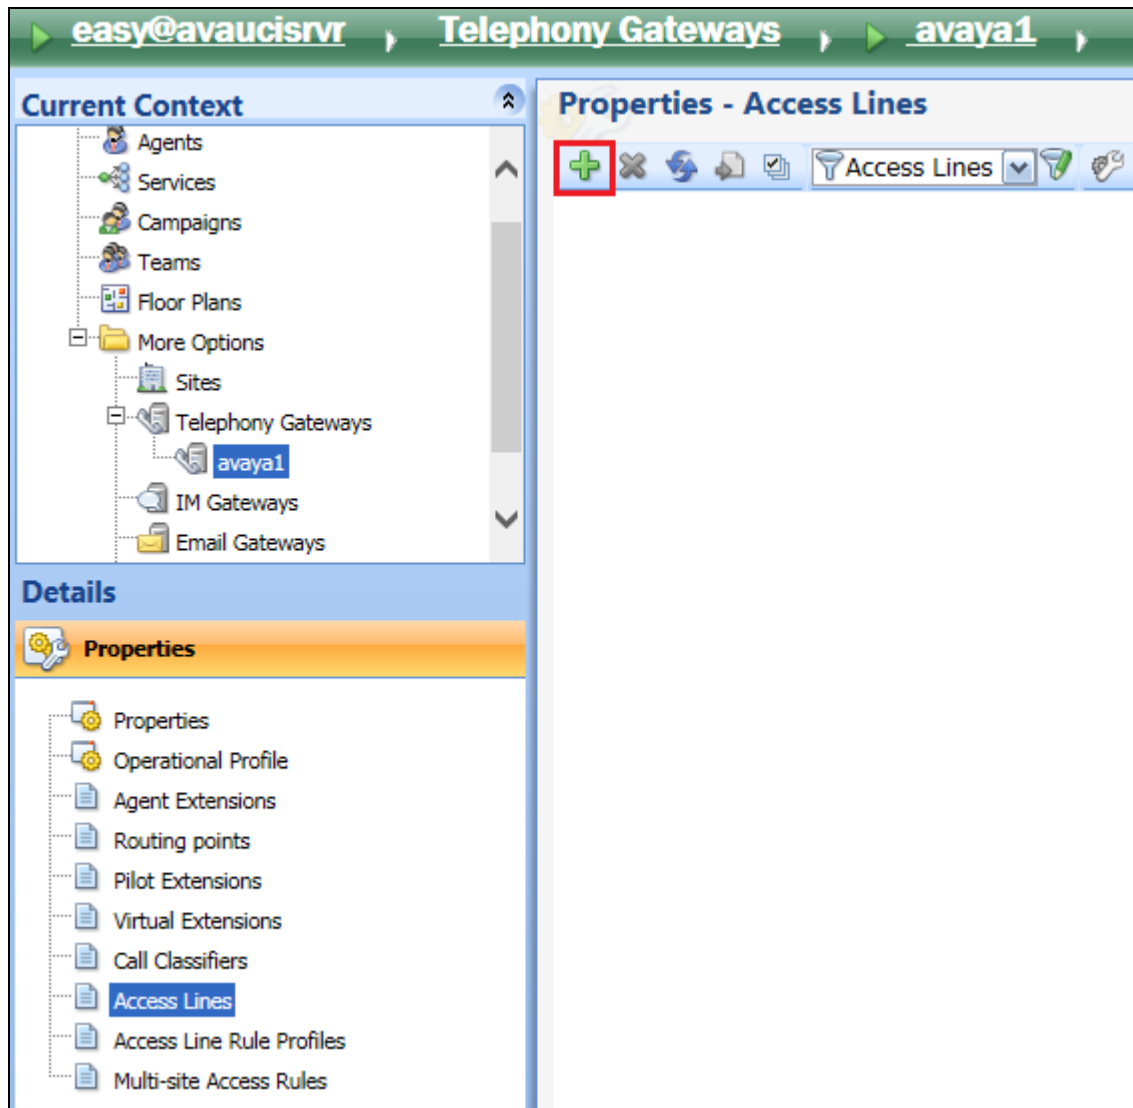 easy@avaucisrvr Telephony Gateways avaya1
Current Context
Agents
Services
Campaigns
Teams
Floor Plans
More Options
Sites
Telephony Gateways
avaya1
IM Gateways
Email Gateways
Details
Properties
Properties
Operational Profile
Agent Extensions
Routing points
Pilot Extensions
Virtual Extensions
Call Classifiers
Access Lines
Access Line Rule Profiles
Multi-site Access Rules
Properties - Access Lines
Access Lines